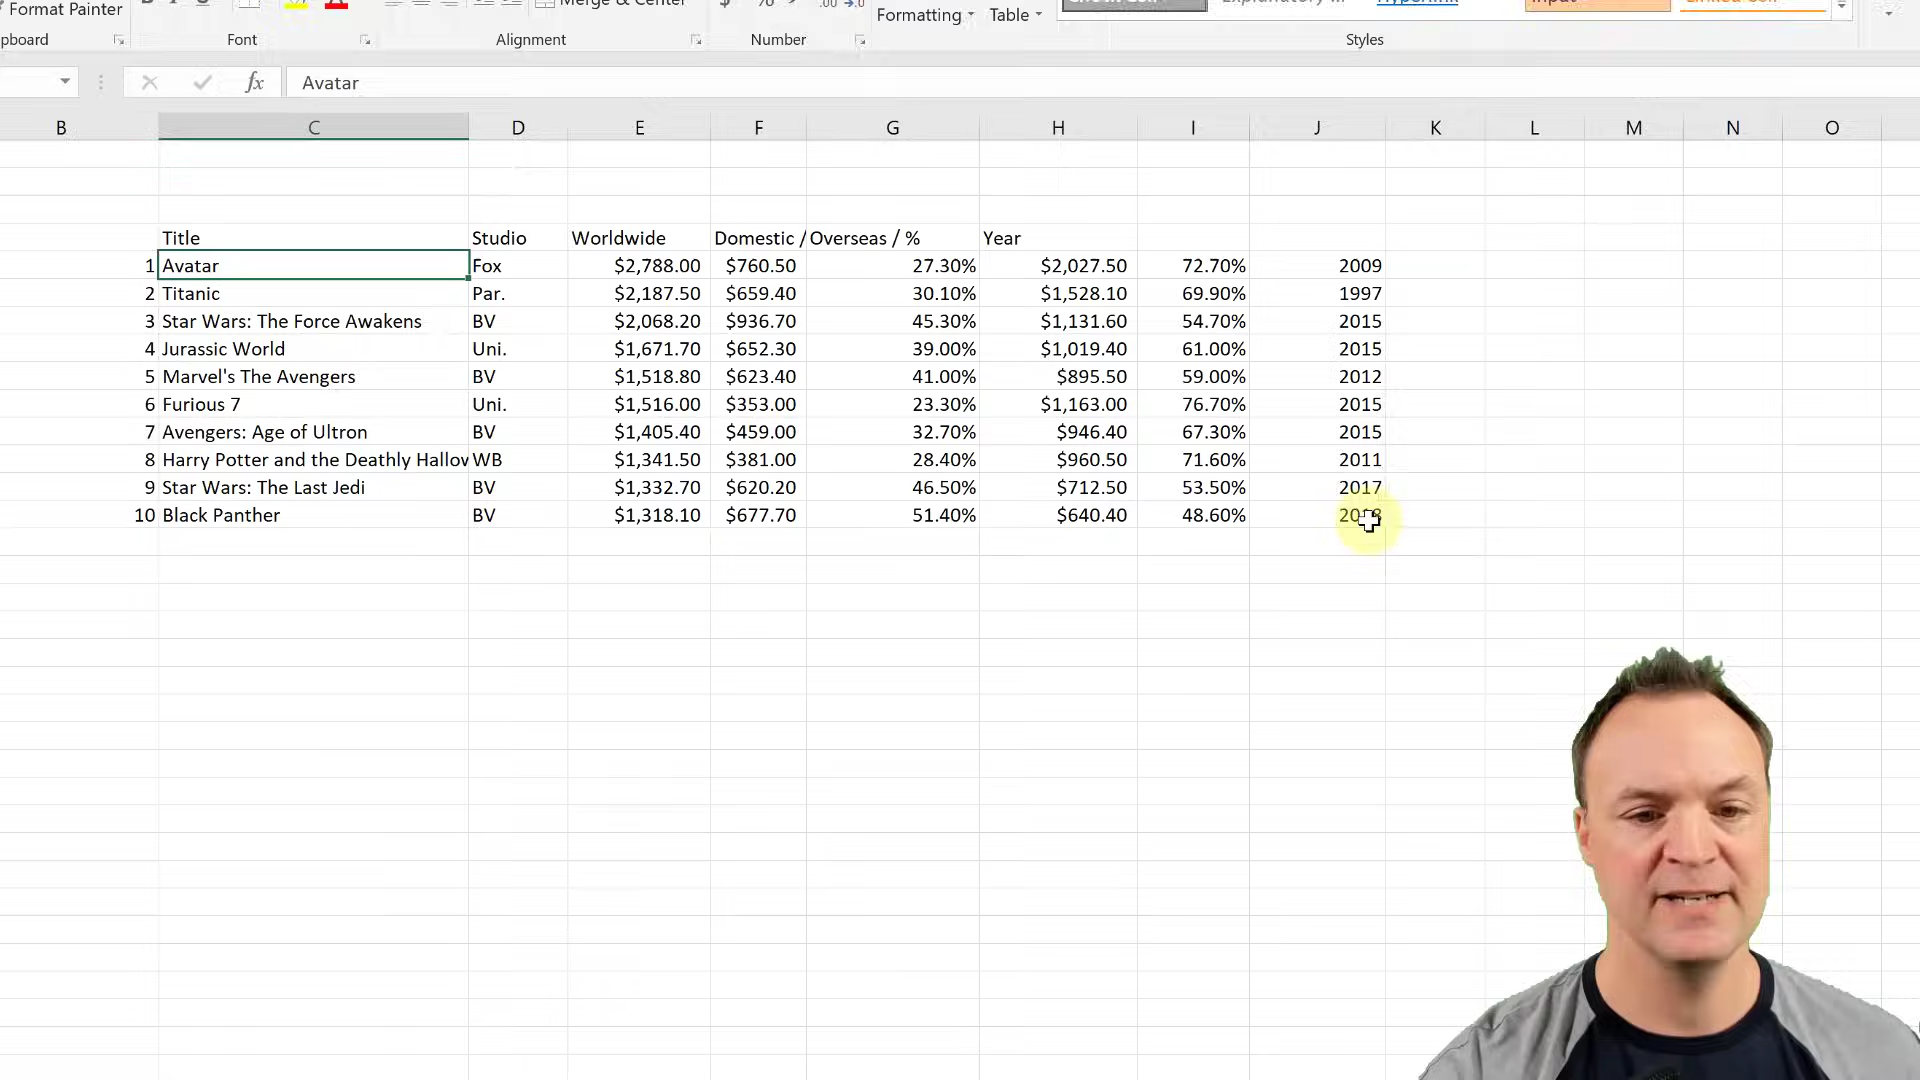 Format Painter
Merge & Center
$ %
.00
Formatting
Table
Hyperlink
Input
pboard
Font
Alignment
Number
Styles
fx
Avatar
B C D E F G H I J K L M N O
Title Studio Worldwide Domestic / Overseas / % Year
1 Avatar Fox $2,788.00 $760.50 27.30% $2,027.50 72.70% 2009
2 Titanic Par. $2,187.50 $659.40 30.10% $1,528.10 69.90% 1997
3 Star Wars: The Force Awakens BV $2,068.20 $936.70 45.30% $1,131.60 54.70% 2015
4 Jurassic World Uni. $1,671.70 $652.30 39.00% $1,019.40 61.00% 2015
5 Marvel's The Avengers BV $1,518.80 $623.40 41.00% $895.50 59.00% 2012
6 Furious 7 Uni. $1,516.00 $353.00 23.30% $1,163.00 76.70% 2015
7 Avengers: Age of Ultron BV $1,405.40 $459.00 32.70% $946.40 67.30% 2015
8 Harry Potter and the Deathly Hallov WB $1,341.50 $381.00 28.40% $960.50 71.60% 2011
9 Star Wars: The Last Jedi BV $1,332.70 $620.20 46.50% $712.50 53.50% 2017
10 Black Panther BV $1,318.10 $677.70 51.40% $640.40 48.60%